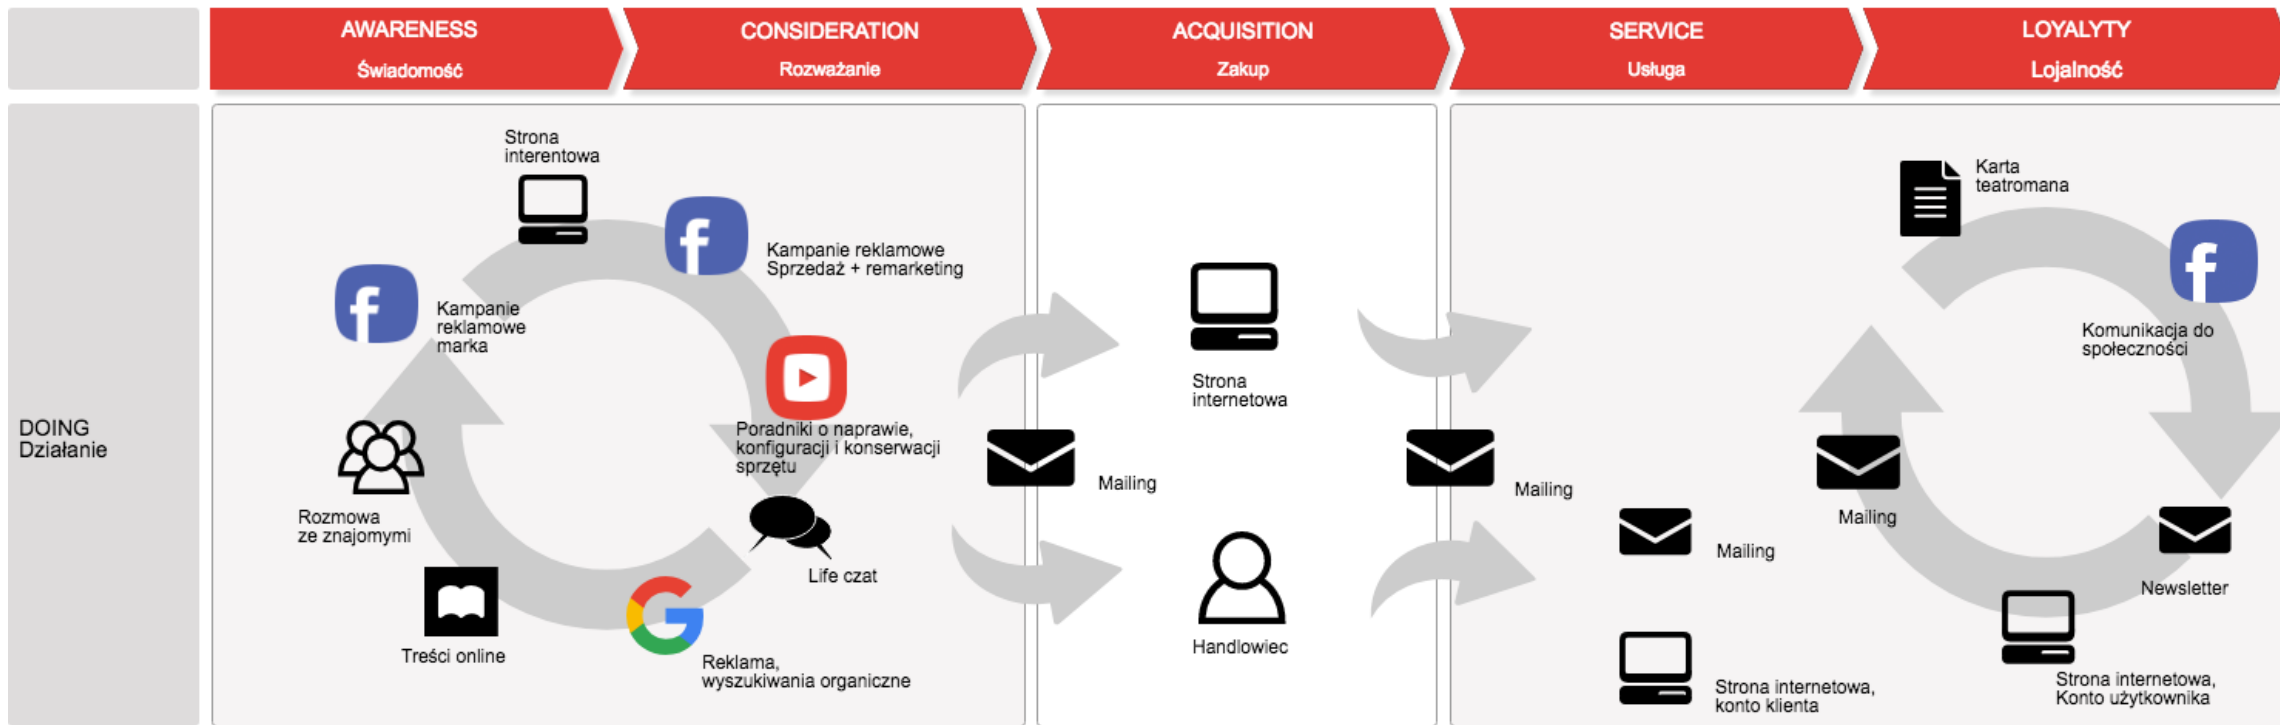 AWARENESS
Świadomość
CONSIDERATION
Rozważanie
ACQUISITION
Zakup
SERVICE
Usługa
LOYALYTY
Lojalność
DOING
Działanie
Strona
interentowa
Kampanie reklamowe
Sprzedaż + remarketing
Kampanie
reklamowe
marka
Poradniki o naprawie,
konfiguracji i konserwacji
sprzętu
Rozmowa
ze znajomymi
Life czat
Treści online
Reklama,
wyszukiwania organiczne
Mailing
Strona
internetowa
Handlowiec
Mailing
Mailing
Strona internetowa,
konto klienta
Karta
teatromana
Komunikacja do
społeczności
Mailing
Newsletter
Strona internetowa,
Konto użytkownika